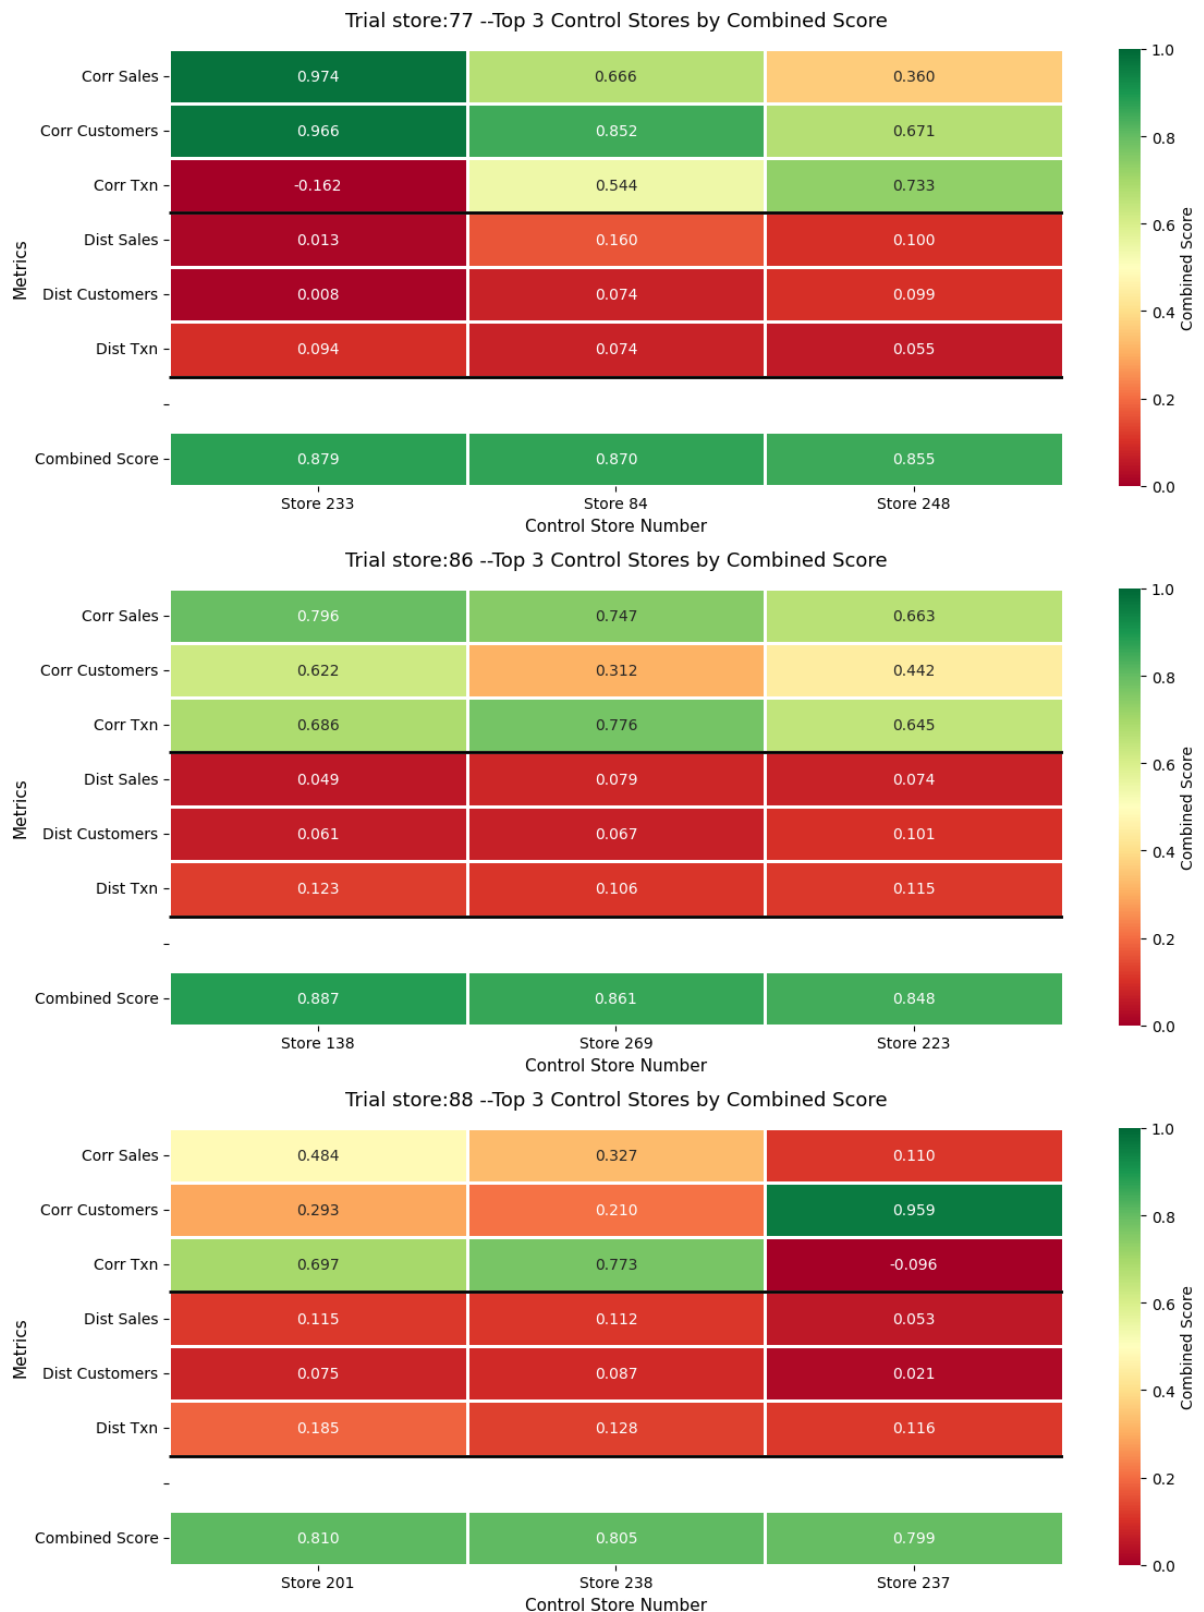 Trial store:77 --Top 3 Control Stores by Combined Score
Corr Sales 0.974 0.666 0.360
Corr Customers 0.966 0.852 0.671
Corr Txn -0.162 0.544 0.733
Dist Sales 0.013 0.160 0.100
Dist Customers 0.008 0.074 0.099
Dist Txn 0.094 0.074 0.055
Combined Score 0.879 0.870 0.855
Store 233 Store 84 Store 248
Control Store Number
Metrics
1.0
0.8
0.6
0.4
0.2
0.0
Combined Score
Trial store:86 --Top 3 Control Stores by Combined Score
Corr Sales 0.796 0.747 0.663
Corr Customers 0.622 0.312 0.442
Corr Txn 0.686 0.776 0.645
Dist Sales 0.049 0.079 0.074
Dist Customers 0.061 0.067 0.101
Dist Txn 0.123 0.106 0.115
Combined Score 0.887 0.861 0.848
Store 138 Store 269 Store 223
Control Store Number
Metrics
1.0
0.8
0.6
0.4
0.2
0.0
Combined Score
Trial store:88 --Top 3 Control Stores by Combined Score
Corr Sales 0.484 0.327 0.110
Corr Customers 0.293 0.210 0.959
Corr Txn 0.697 0.773 -0.096
Dist Sales 0.115 0.112 0.053
Dist Customers 0.075 0.087 0.021
Dist Txn 0.185 0.128 0.116
Combined Score 0.810 0.805 0.799
Store 201 Store 238 Store 237
Control Store Number
Metrics
1.0
0.8
0.6
0.4
0.2
0.0
Combined Score